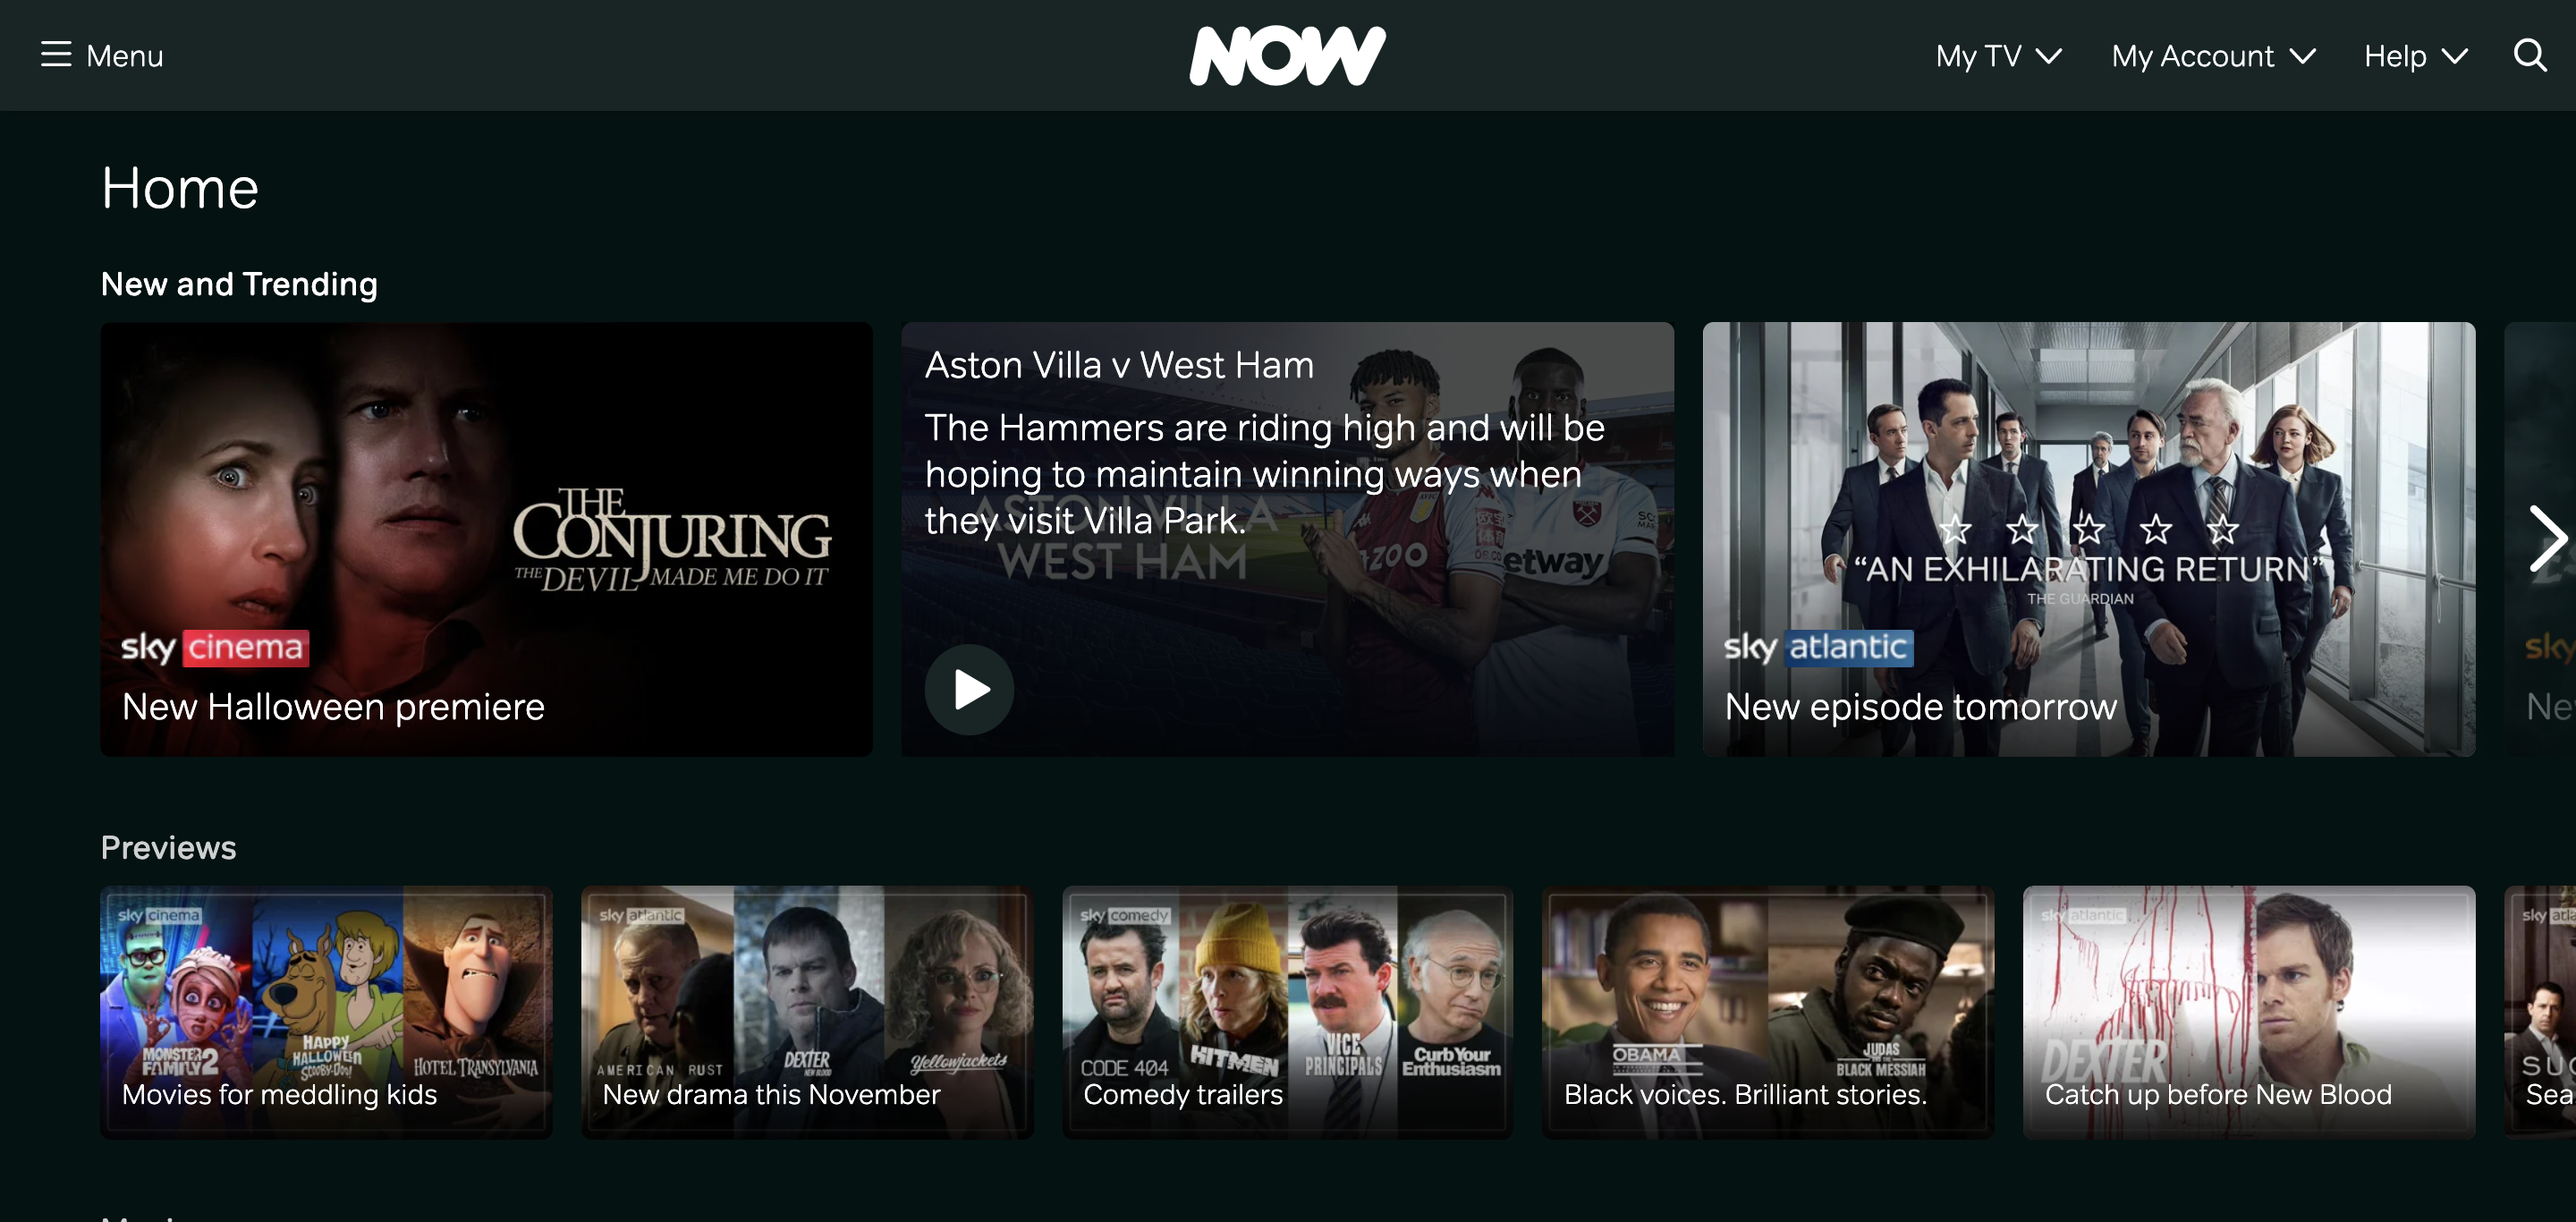 Menu
NOW
My TV
My Account
Help
Home
New and Trending
THE
CONJURING
THE DEVIL MADE ME DO IT
sky cinema
New Halloween premiere
Aston Villa v West Ham
The Hammers are riding high and will be
hoping to maintain winning ways when
they visit Villa Park.
ASTON VILLA
WEST HAM
etway
“AN EXHILARATING RETURN”
THE GUARDIAN
sky atlantic
New episode tomorrow
sky
Ne
Previews
sky cinema
MONSTER
FAMILY 2
HAPPY
HALLOWEEN
SCOOBY-DOO!
HOTEL TRANSYLVANIA
Movies for meddling kids
sky atlantic
AMERICAN RUST
DEXTER
NEW BLOOD
Yellowjackets
New drama this November
sky comedy
CODE 404
HITMEN
VICE
PRINCIPALS
Curb Your
Enthusiasm
Comedy trailers
OBAMA
JUDAS
AND THE
BLACK MESSIAH
Black voices. Brilliant stories.
sky atlantic
DEXTER
Catch up before New Blood
sky atla
SUC
Sea